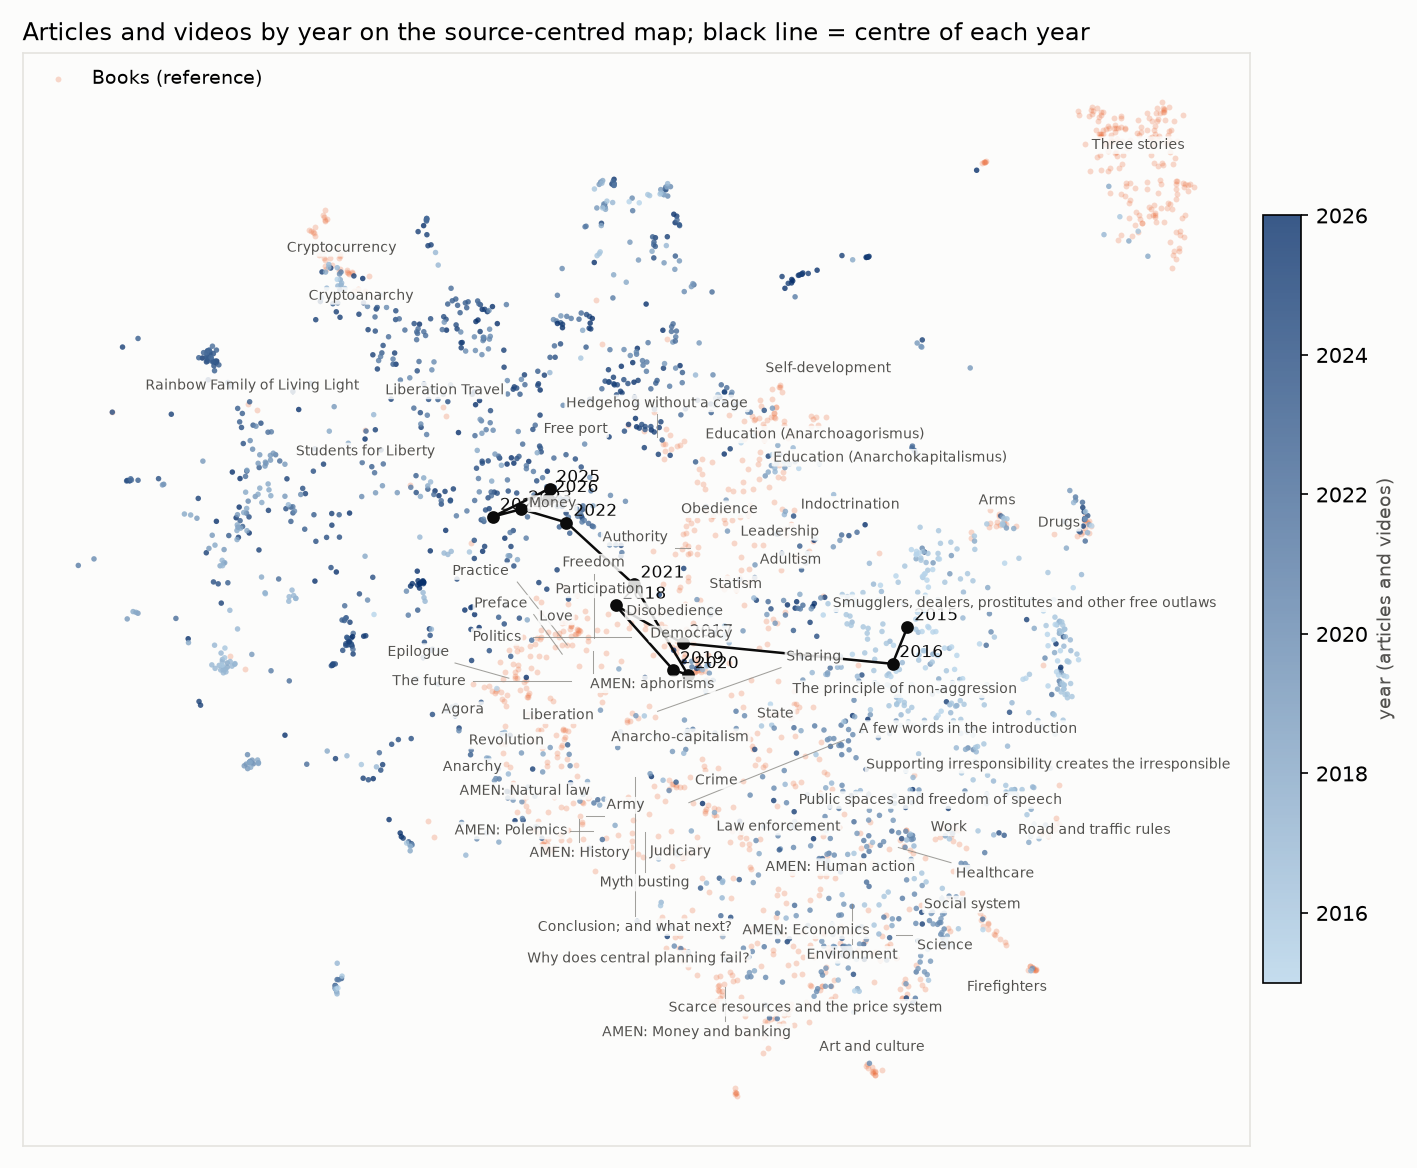 Articles and videos by year on the source-centred map; black line = centre of each year
Books (reference)
Three stories
Cryptocurrency
Cryptoanarchy
2026
2024
2022
2020
2018
2016
year (articles and videos)
Self-development
Rainbow Family of Living Light
Liberation Travel
Hedgehog without a cage
Free port
Education (Anarchoagorismus)
Students for Liberty
Education (Anarchokapitalismus)
2025
2026
Money
Arms
Indoctrination
Obedience
2022
Drugs
Leadership
Authority
Adultism
Freedom
Practice
2021
Statism
Participation
Preface
Smugglers, dealers, prostitutes and other free outlaws
Disobedience
Love
2015
Democracy
Politics
Epilogue
2016
Sharing
2019
2020
The future
AMEN: aphorisms
The principle of non-aggression
Agora
Liberation
State
A few words in the introduction
Revolution
Anarcho-capitalism
Anarchy
Supporting irresponsibility creates the irresponsible
Crime
AMEN: Natural law
Public spaces and freedom of speech
Army
AMEN: Polemics
Law enforcement
Work
Road and traffic rules
AMEN: History
Judiciary
AMEN: Human action
Healthcare
Myth busting
Social system
Conclusion; and what next?
AMEN: Economics
Science
Why does central planning fail?
Environment
Firefighters
Scarce resources and the price system
AMEN: Money and banking
Art and culture